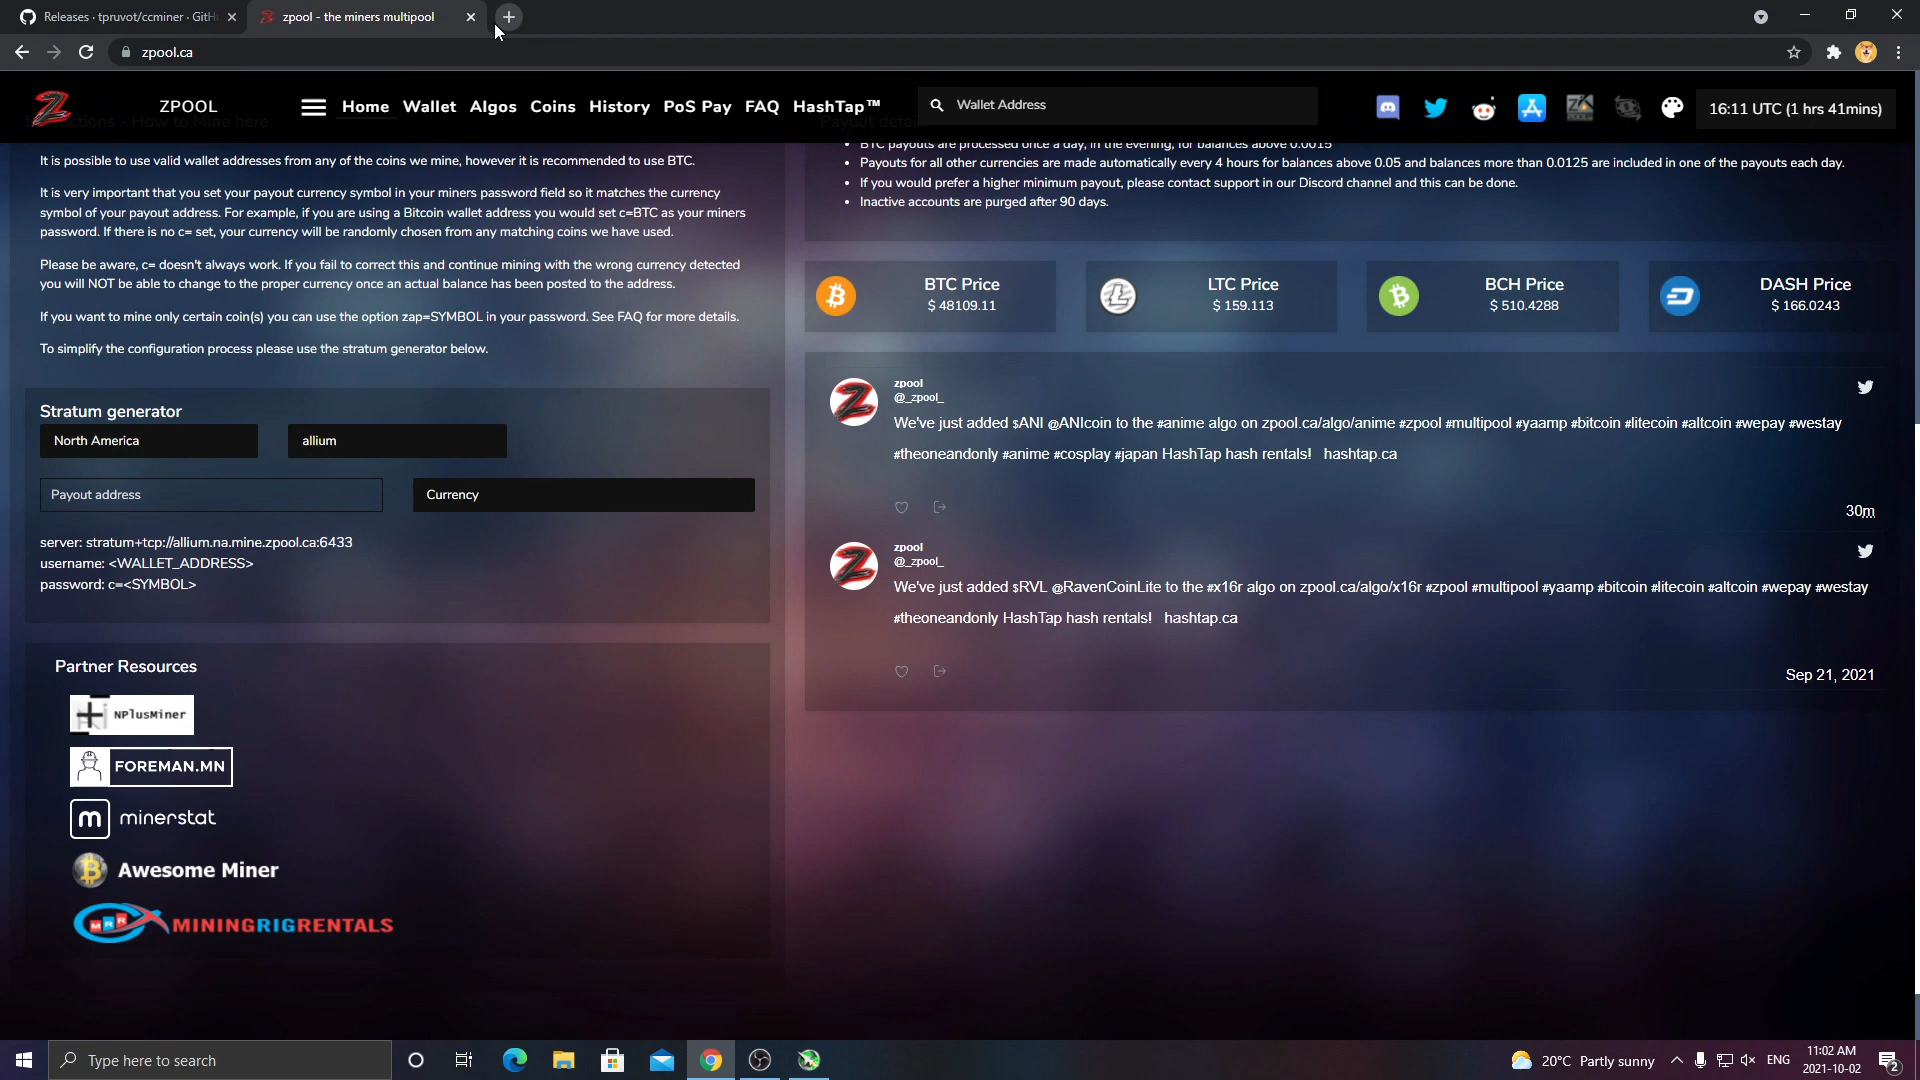 Releases · tpruvot/ccminer · GitH
zpool - the miners multipool
zpool.ca
ZPOOL
Home Wallet Algos Coins History PoS Pay FAQ HashTap™
Wallet Address
16:11 UTC (1 hrs 41mins)
It is possible to use valid wallet addresses from any of the coins we mine, however it is recommended to use BTC.
It is very important that you set your payout currency symbol in your miners password field so it matches the currency
symbol of your payout address. For example, if you are using a Bitcoin wallet address you would set c=BTC as your miners
password. If there is no c= set, your currency will be randomly chosen from any matching coins we have used.
Please be aware, c= doesn't always work. If you fail to correct this and continue mining with the wrong currency detected
you will NOT be able to change to the proper currency once an actual balance has been posted to the address.
If you want to mine only certain coin(s) you can use the option zap=SYMBOL in your password. See FAQ for more details.
To simplify the configuration process please use the stratum generator below.
Stratum generator
North America
allium
Payout address
Currency
server: stratum+tcp://allium.na.mine.zpool.ca:6433
username: <WALLET_ADDRESS>
password: c=<SYMBOL>
Partner Resources
NPlusMiner
FOREMAN.MN
minerstat
Awesome Miner
MRR MININGRIGRENTALS
BTC payouts are processed once a day, in the evening, for balances above 0.0015
Payouts for all other currencies are made automatically every 4 hours for balances above 0.05 and balances more than 0.0125 are included in one of the payouts each day.
If you would prefer a higher minimum payout, please contact support in our Discord channel and this can be done.
Inactive accounts are purged after 90 days.
BTC Price
$ 48109.11
LTC Price
$ 159.113
BCH Price
$ 510.4288
DASH Price
$ 166.0243
zpool
@_zpool_
We've just added $ANI @ANIcoin to the #anime algo on zpool.ca/algo/anime #zpool #multipool #yaamp #bitcoin #litecoin #altcoin #wepay #westay
#theoneandonly #anime #cosplay #japan HashTap hash rentals! hashtap.ca
30m
zpool
@_zpool_
We've just added $RVL @RavenCoinLite to the #x16r algo on zpool.ca/algo/x16r #zpool #multipool #yaamp #bitcoin #litecoin #altcoin #wepay #westay
#theoneandonly HashTap hash rentals! hashtap.ca
Sep 21, 2021
Type here to search
20°C Partly sunny
ENG
11:02 AM
2021-10-02
2